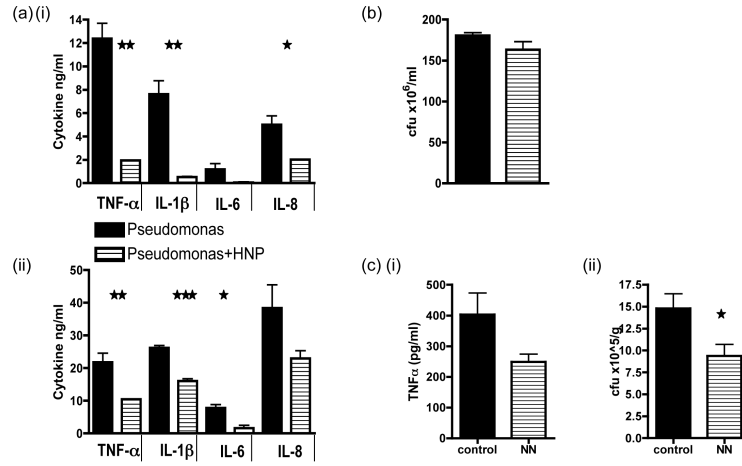 (a)(i)
14
12
10
8
6
4
2
0
Cytokine ng/ml
★★ ★★ ★
TNF-α IL-1β IL-6 IL-8
(b)
200
150
100
50
0
cfu x10⁶/ml
Pseudomonas
Pseudomonas+HNP
(ii)
50
40
30
20
10
0
Cytokine ng/ml
★★ ★★★ ★
TNF-α IL-1β IL-6 IL-8
(c) (i)
500
400
300
200
100
0
TNFα (pg/ml)
control NN
(ii)
17.5
15.0
12.5
10.0
7.5
5.0
2.5
0.0
cfu x10^5/g
★
control NN